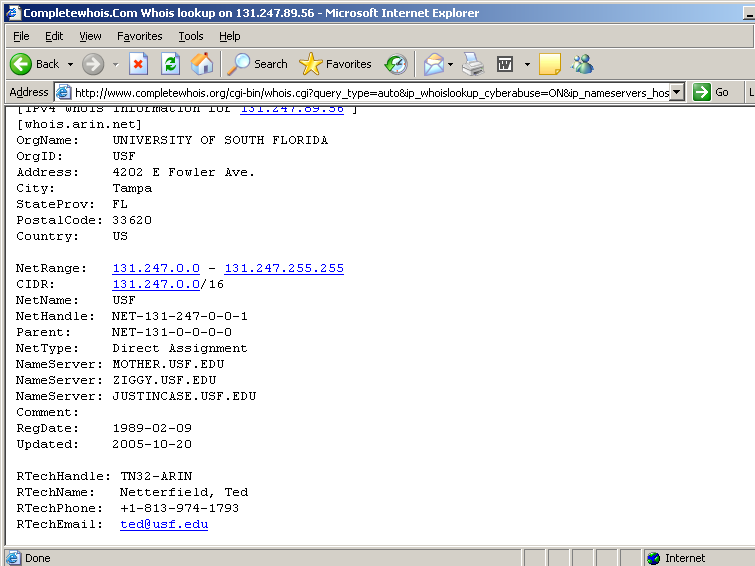 Completewhois.Com Whois lookup on 131.247.89.56 - Microsoft Internet Explorer
File Edit View Favorites Tools Help
Back Search Favorites
Address http://www.completewhois.org/cgi-bin/whois.cgi?query_type=auto&ip_whoislookup_cyberabuse=ON&ip_nameservers_hos Go L
[IPv4 whois information for 131.247.89.56 ]
[whois.arin.net]
OrgName: UNIVERSITY OF SOUTH FLORIDA
OrgID: USF
Address: 4202 E Fowler Ave.
City: Tampa
StateProv: FL
PostalCode: 33620
Country: US
NetRange: 131.247.0.0 - 131.247.255.255
CIDR: 131.247.0.0/16
NetName: USF
NetHandle: NET-131-247-0-0-1
Parent: NET-131-0-0-0-0
NetType: Direct Assignment
NameServer: MOTHER.USF.EDU
NameServer: ZIGGY.USF.EDU
NameServer: JUSTINCASE.USF.EDU
Comment:
RegDate: 1989-02-09
Updated: 2005-10-20
RTechHandle: TN32-ARIN
RTechName: Netterfield, Ted
RTechPhone: +1-813-974-1793
RTechEmail: ted@usf.edu
Done Internet